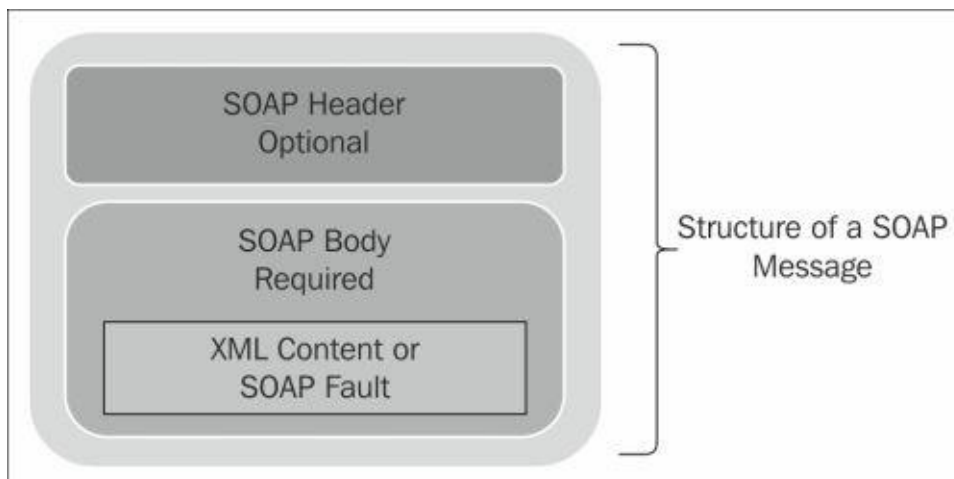 SOAP Header
Optional
SOAP Body
Required
XML Content or
SOAP Fault
Structure of a SOAP
Message